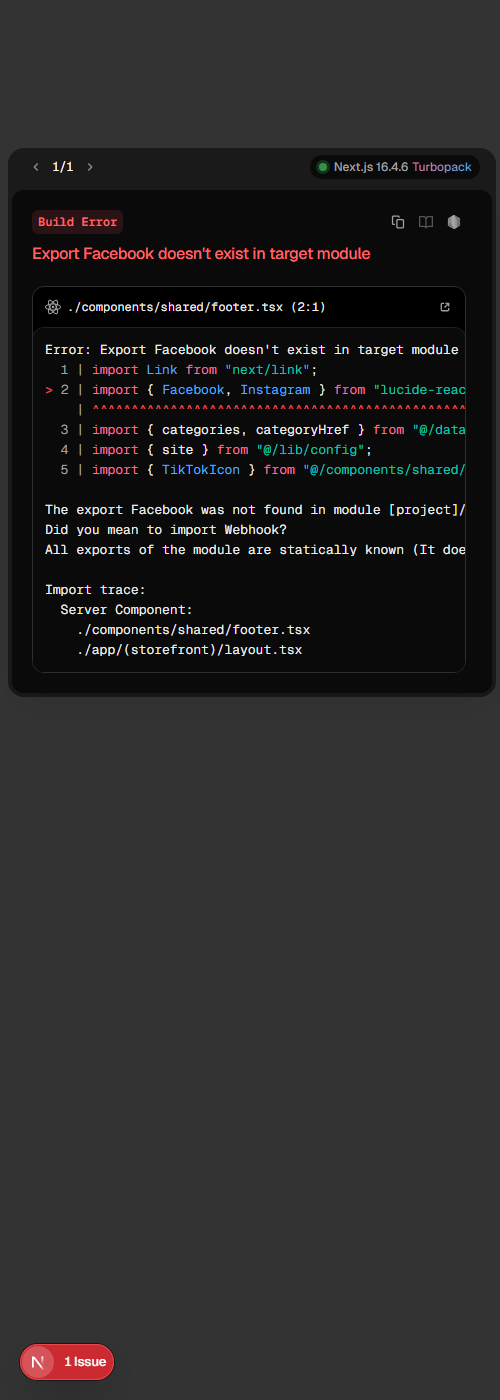 1/1
Next.js 16.4.6 Turbopack
Build Error
Export Facebook doesn't exist in target module
./components/shared/footer.tsx (2:1)
Error: Export Facebook doesn't exist in target module
1 | import Link from "next/link";
> 2 | import { Facebook, Instagram } from "lucide-reac
| ^^^^^^^^^^^^^^^^^^^^^^^^^^^^^^^^^^^^^^^^^^^^^^^^
3 | import { categories, categoryHref } from "@/data
4 | import { site } from "@/lib/config";
5 | import { TikTokIcon } from "@/components/shared/
The export Facebook was not found in module [project]/
Did you mean to import Webhook?
All exports of the module are statically known (It doe
Import trace:
Server Component:
./components/shared/footer.tsx
./app/(storefront)/layout.tsx
N 1 Issue